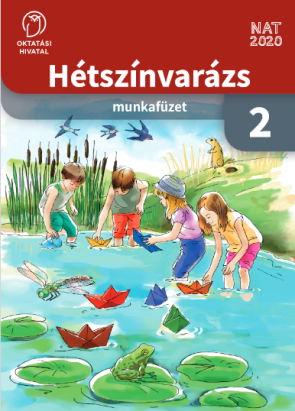 OKTATÁSI
HIVATAL
NAT
2020
Hétszínvarázs
munkafüzet
2